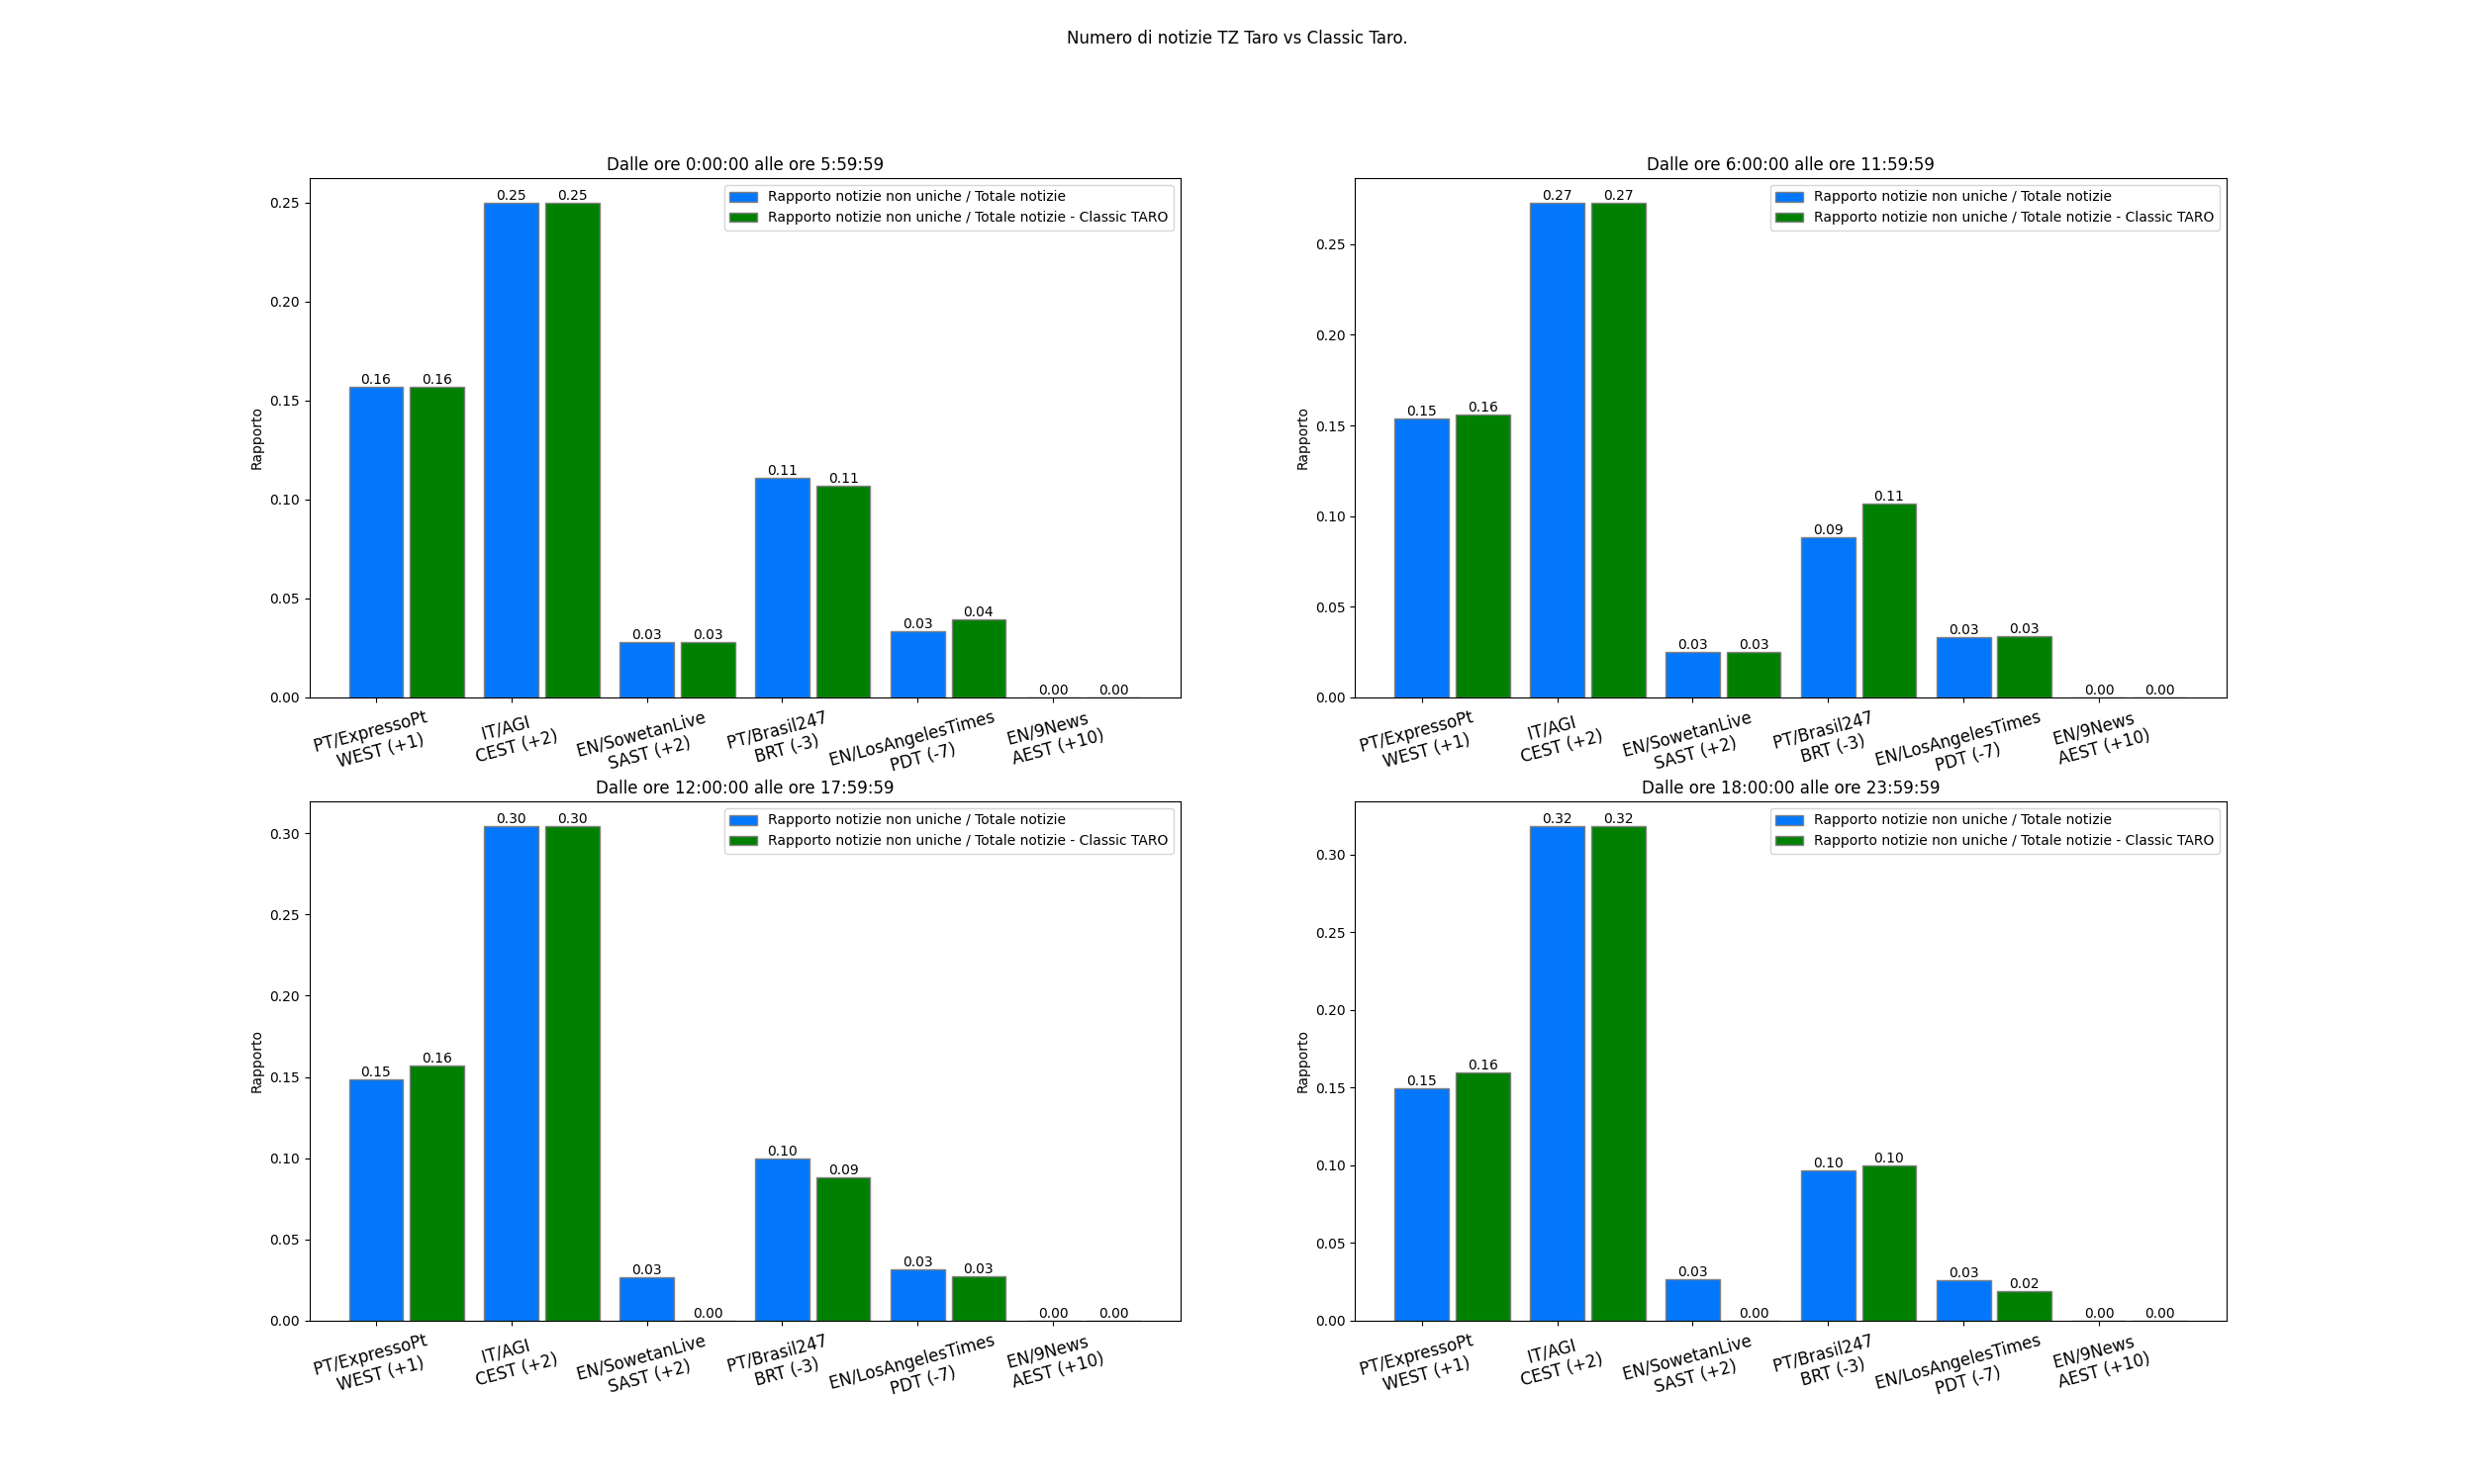 Numero di notizie TZ Taro vs Classic Taro.
Dalle ore 0:00:00 alle ore 5:59:59
Rapporto notizie non uniche / Totale notizie
Rapporto notizie non uniche / Totale notizie - Classic TARO
Rapporto
0.25
0.20
0.15
0.10
0.05
0.00
0.16
0.16
0.25
0.25
0.03
0.03
0.11
0.11
0.03
0.04
0.00
0.00
PT/ExpressoPt
WEST (+1)
IT/AGI
CEST (+2)
EN/SowetanLive
SAST (+2)
PT/Brasil247
BRT (-3)
EN/LosAngelesTimes
PDT (-7)
EN/9News
AEST (+10)
Dalle ore 6:00:00 alle ore 11:59:59
Rapporto notizie non uniche / Totale notizie
Rapporto notizie non uniche / Totale notizie - Classic TARO
Rapporto
0.25
0.20
0.15
0.10
0.05
0.00
0.15
0.16
0.27
0.27
0.03
0.03
0.09
0.11
0.03
0.03
0.00
0.00
PT/ExpressoPt
WEST (+1)
IT/AGI
CEST (+2)
EN/SowetanLive
SAST (+2)
PT/Brasil247
BRT (-3)
EN/LosAngelesTimes
PDT (-7)
EN/9News
AEST (+10)
Dalle ore 12:00:00 alle ore 17:59:59
Rapporto notizie non uniche / Totale notizie
Rapporto notizie non uniche / Totale notizie - Classic TARO
Rapporto
0.30
0.25
0.20
0.15
0.10
0.05
0.00
0.15
0.16
0.30
0.30
0.03
0.00
0.10
0.09
0.03
0.03
0.00
0.00
PT/ExpressoPt
WEST (+1)
IT/AGI
CEST (+2)
EN/SowetanLive
SAST (+2)
PT/Brasil247
BRT (-3)
EN/LosAngelesTimes
PDT (-7)
EN/9News
AEST (+10)
Dalle ore 18:00:00 alle ore 23:59:59
Rapporto notizie non uniche / Totale notizie
Rapporto notizie non uniche / Totale notizie - Classic TARO
Rapporto
0.30
0.25
0.20
0.15
0.10
0.05
0.00
0.15
0.16
0.32
0.32
0.03
0.00
0.10
0.10
0.03
0.02
0.00
0.00
PT/ExpressoPt
WEST (+1)
IT/AGI
CEST (+2)
EN/SowetanLive
SAST (+2)
PT/Brasil247
BRT (-3)
EN/LosAngelesTimes
PDT (-7)
EN/9News
AEST (+10)